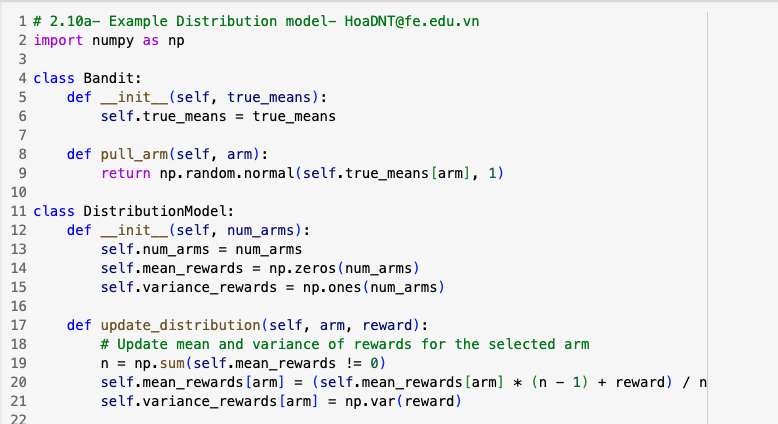 1 # 2.10a– Example Distribution model– HoaDNT@fe.edu.vn
2 import numpy as np
3
4 class Bandit:
5     def __init__(self, true_means):
6         self.true_means = true_means
7
8     def pull_arm(self, arm):
9         return np.random.normal(self.true_means[arm], 1)
10
11 class DistributionModel:
12     def __init__(self, num_arms):
13         self.num_arms = num_arms
14         self.mean_rewards = np.zeros(num_arms)
15         self.variance_rewards = np.ones(num_arms)
16
17     def update_distribution(self, arm, reward):
18         # Update mean and variance of rewards for the selected arm
19         n = np.sum(self.mean_rewards != 0)
20         self.mean_rewards[arm] = (self.mean_rewards[arm] * (n – 1) + reward) / n
21         self.variance_rewards[arm] = np.var(reward)
22